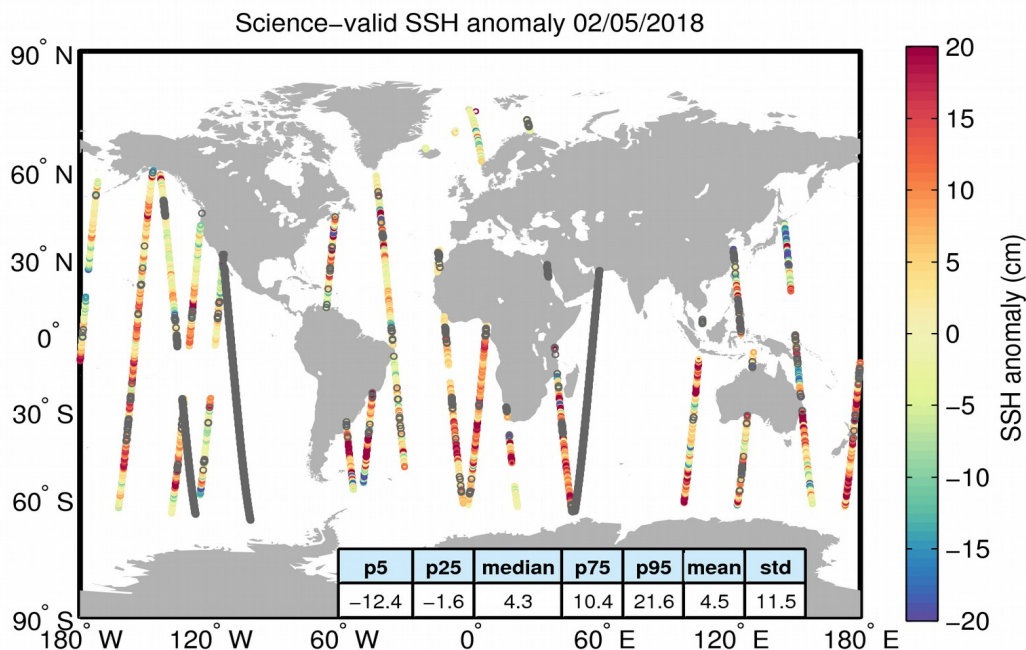 Science−valid SSH anomaly 02/05/2018
90° N
60° N
30° N
0°
30° S
60° S
90° S
180° W
120° W
60° W
0°
60° E
120° E
180° E
p5 p25 median p75 p95 mean std
−12.4 −1.6 4.3 10.4 21.6 4.5 11.5
20
15
10
5
0
−5
−10
−15
−20
SSH anomaly (cm)